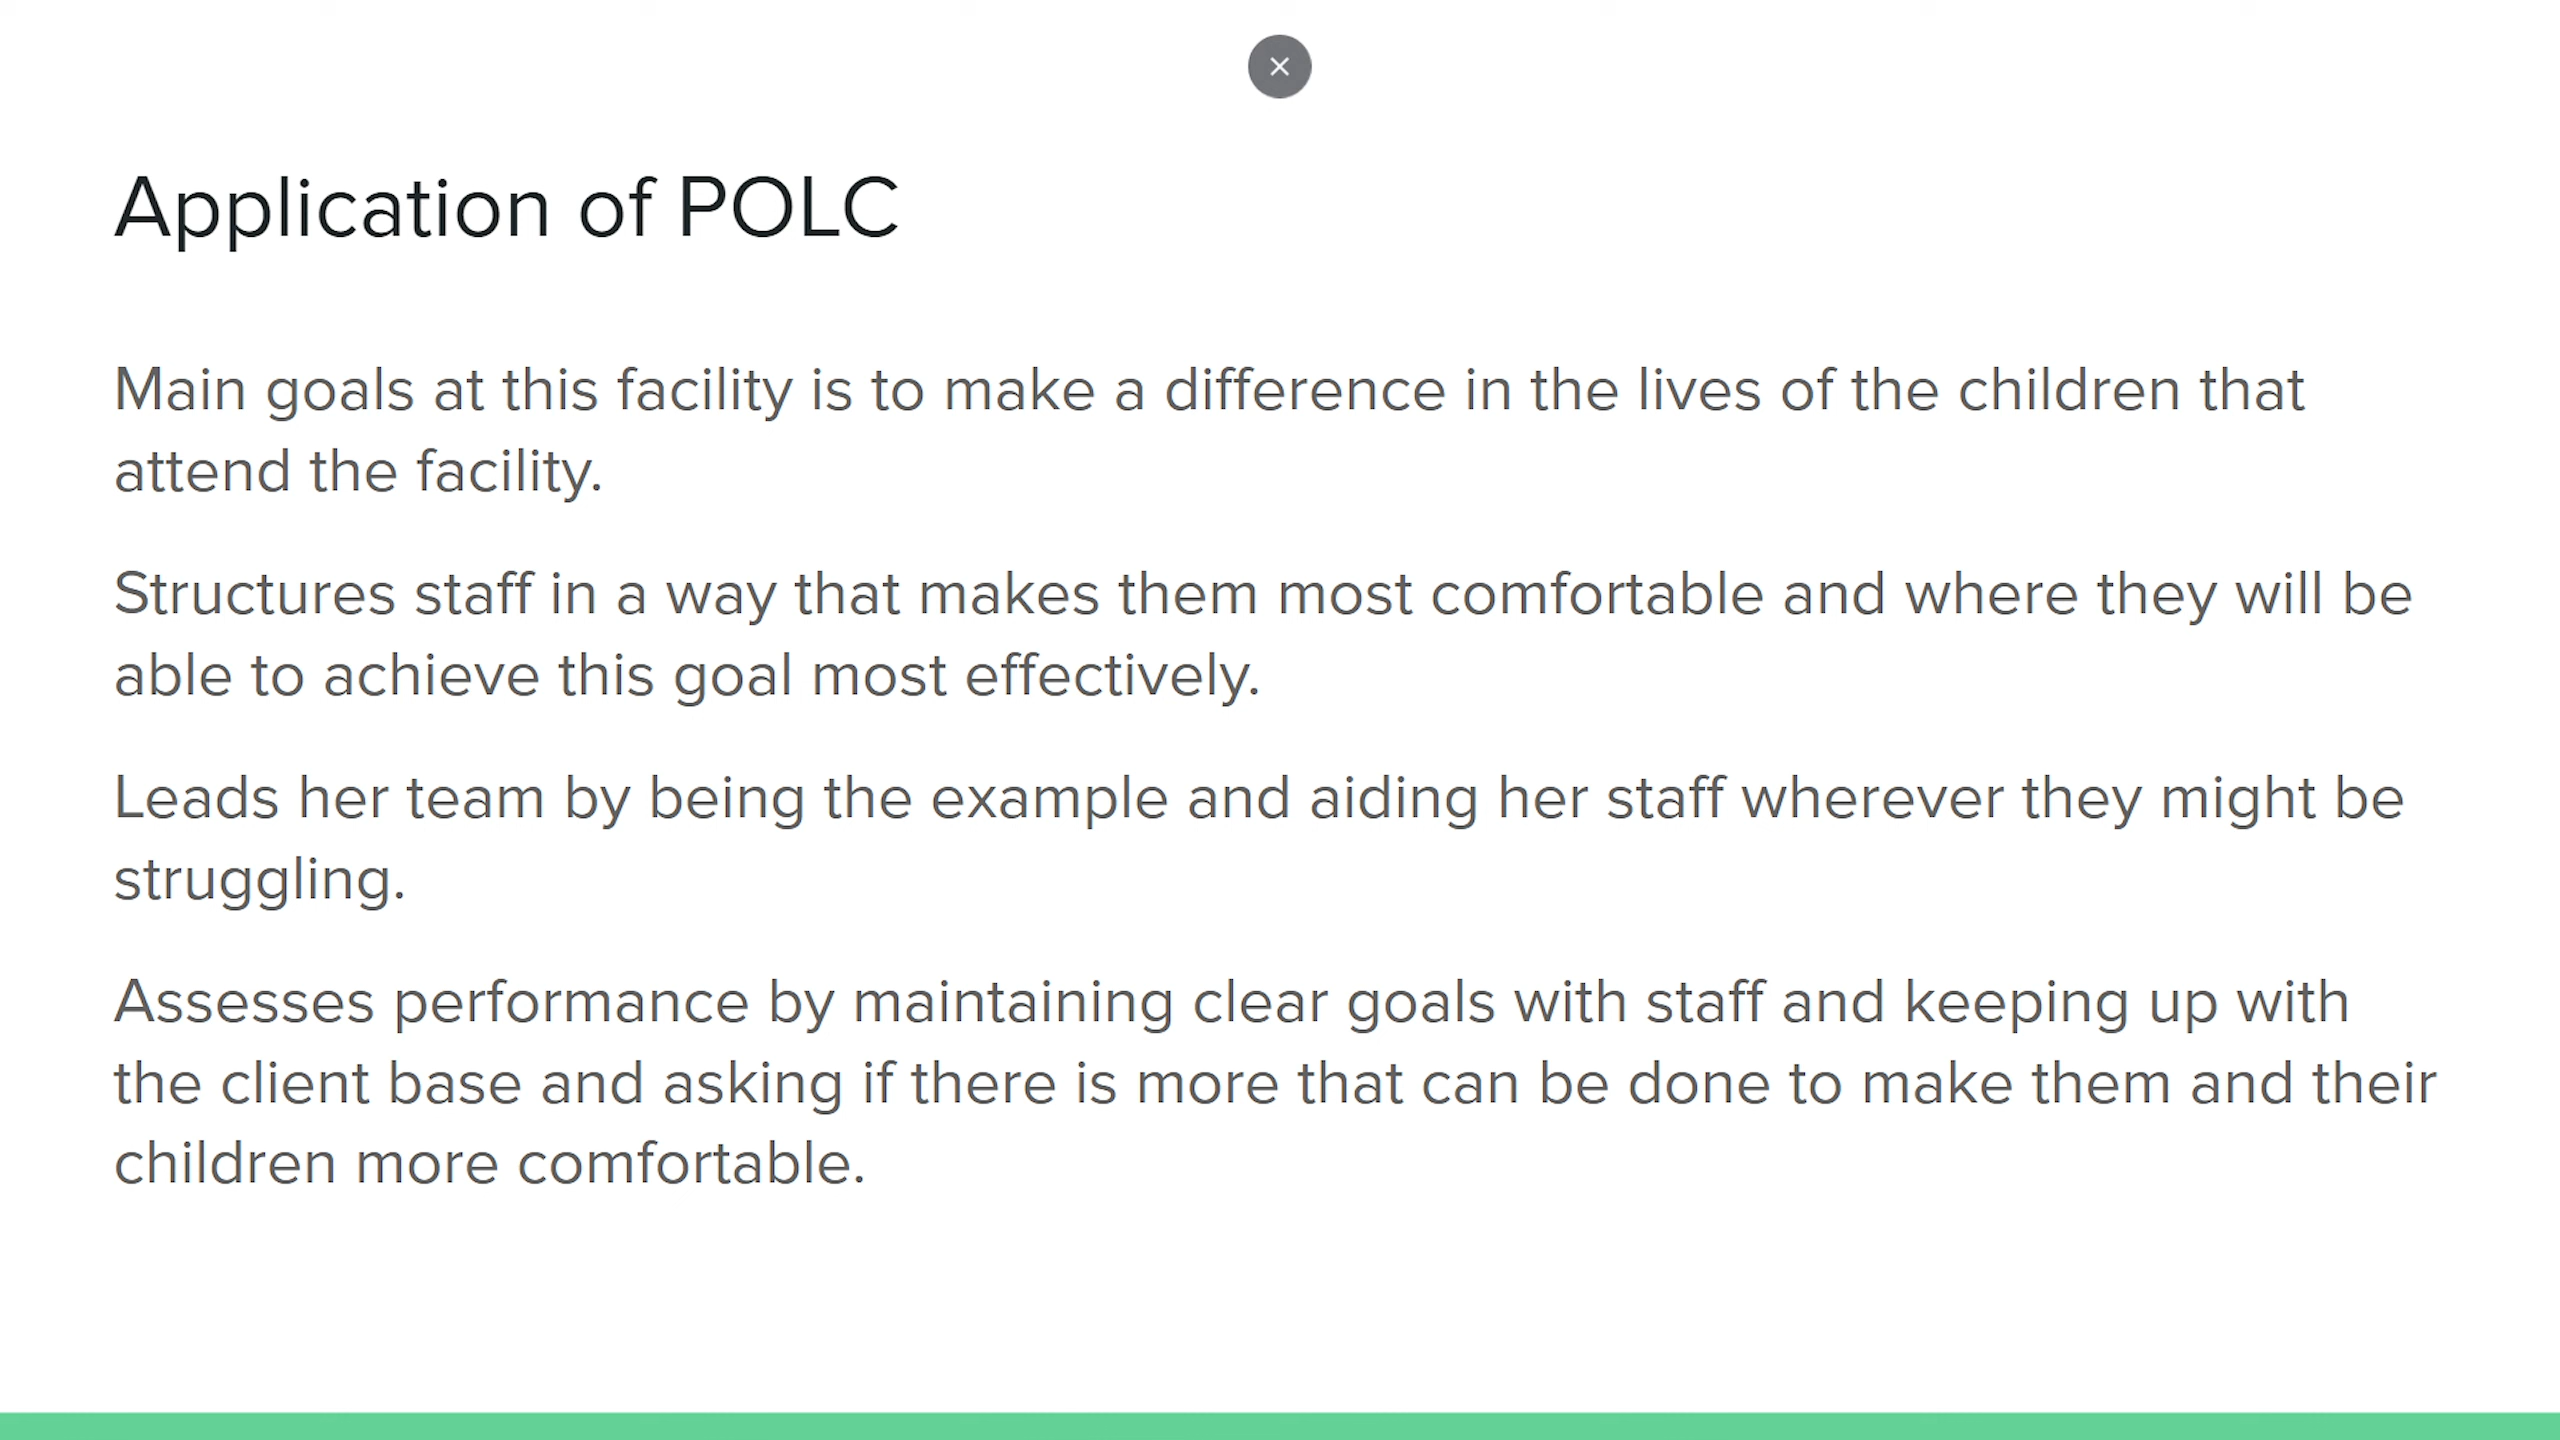 Application of POLC
Main goals at this facility is to make a difference in the lives of the children that
attend the facility.
Structures staff in a way that makes them most comfortable and where they will be
able to achieve this goal most effectively.
Leads her team by being the example and aiding her staff wherever they might be
struggling.
Assesses performance by maintaining clear goals with staff and keeping up with
the client base and asking if there is more that can be done to make them and their
children more comfortable.